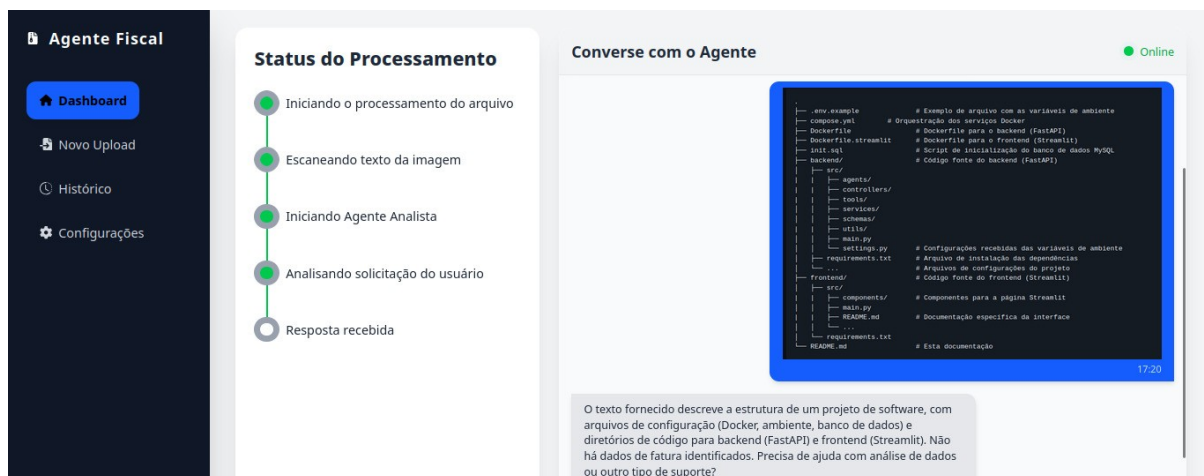 Agente Fiscal
Dashboard
Novo Upload
Histórico
Configurações
Status do Processamento
Iniciando o processamento do arquivo
Escaneando texto da imagem
Iniciando Agente Analista
Analisando solicitação do usuário
Resposta recebida
Converse com o Agente
Online
.
├── .env.example # Exemplo de arquivo com as variáveis de ambiente
├── compose.yml # Orquestração dos serviços Docker
├── Dockerfile # Dockerfile para o backend (FastAPI)
├── Dockerfile.streamlit # Dockerfile para o frontend (Streamlit)
├── init.sql # Script de inicialização do banco de dados MySQL
├── backend/ # Código fonte do backend (FastAPI)
│ ├── src/
│ │ ├── agents/
│ │ ├── controllers/
│ │ ├── tools/
│ │ ├── services/
│ │ ├── schemas/
│ │ ├── utils/
│ │ ├── main.py
│ │ └── settings.py # Configurações recebidas das variáveis de ambiente
│ ├── requirements.txt # Arquivo de instalação das dependências
│ └── ... # Arquivos de configurações do projeto
├── frontend/ # Código fonte do frontend (Streamlit)
│ ├── src/
│ │ ├── components/ # Componentes para a página Streamlit
│ │ ├── main.py
│ │ ├── README.md # Documentação específica da interface
│ │ └── ...
│ └── requirements.txt
└── README.md # Esta documentação
17:20
O texto fornecido descreve a estrutura de um projeto de software, com
arquivos de configuração (Docker, ambiente, banco de dados) e
diretórios de código para backend (FastAPI) e frontend (Streamlit). Não
há dados de fatura identificados. Precisa de ajuda com análise de dados
ou outro tipo de suporte?